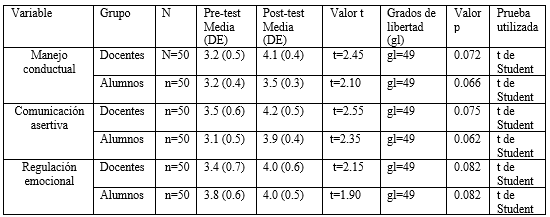 Variable Grupo N Pre-test Post-test Valor t Grados de Valor Prueba
Media Media libertad p utilizada
(DE) (DE) (gl)
Manejo Docentes N=50 3.2 (0.5) 4.1 (0.4) t=2.45 gl=49 0.072 t de
conductual Student
Alumnos n=50 3.2 (0.4) 3.5 (0.3) t=2.10 gl=49 0.066 t de
Student
Comunicación Docentes n=50 3.5 (0.6) 4.2 (0.5) t=2.55 gl=49 0.075 t de
asertiva Student
Alumnos n=50 3.1 (0.5) 3.9 (0.4) t=2.35 gl=49 0.062 t de
Student
Regulación Docentes n=50 3.4 (0.7) 4.0 (0.6) t=2.15 gl=49 0.082 t de
emocional Student
Alumnos n=50 3.8 (0.6) 4.0 (0.5) t=1.90 gl=49 0.082 t de
Student